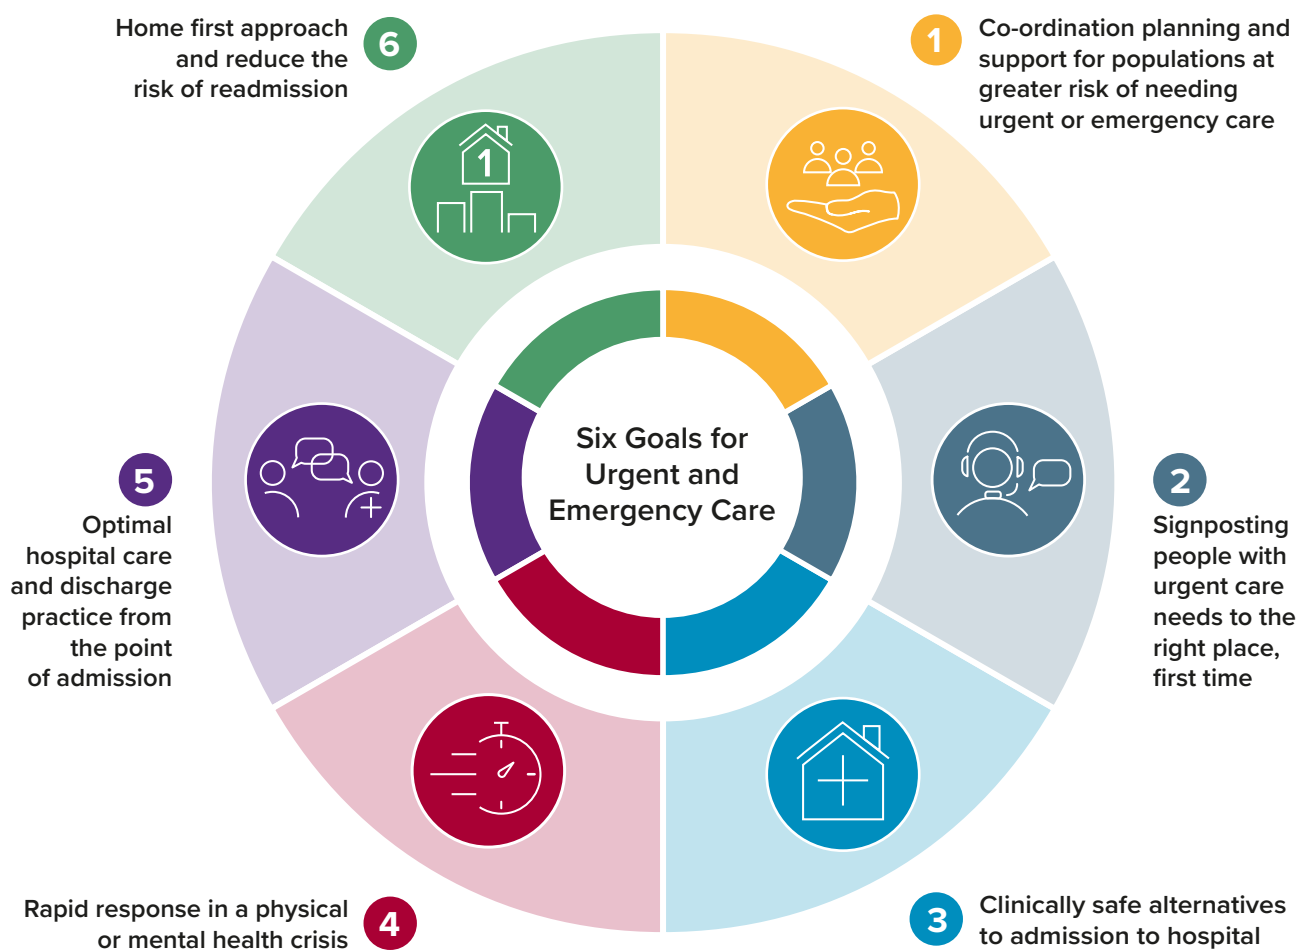 1
Co-ordination planning and
support for populations at
greater risk of needing
urgent or emergency care
2
Signposting
people with
urgent care
needs to the
right place,
first time
3
Clinically safe alternatives
to admission to hospital
4
Rapid response in a physical
or mental health crisis
5
Optimal
hospital care
and discharge
practice from
the point
of admission
6
Home first approach
and reduce the
risk of readmission
1
Six Goals for
Urgent and
Emergency Care